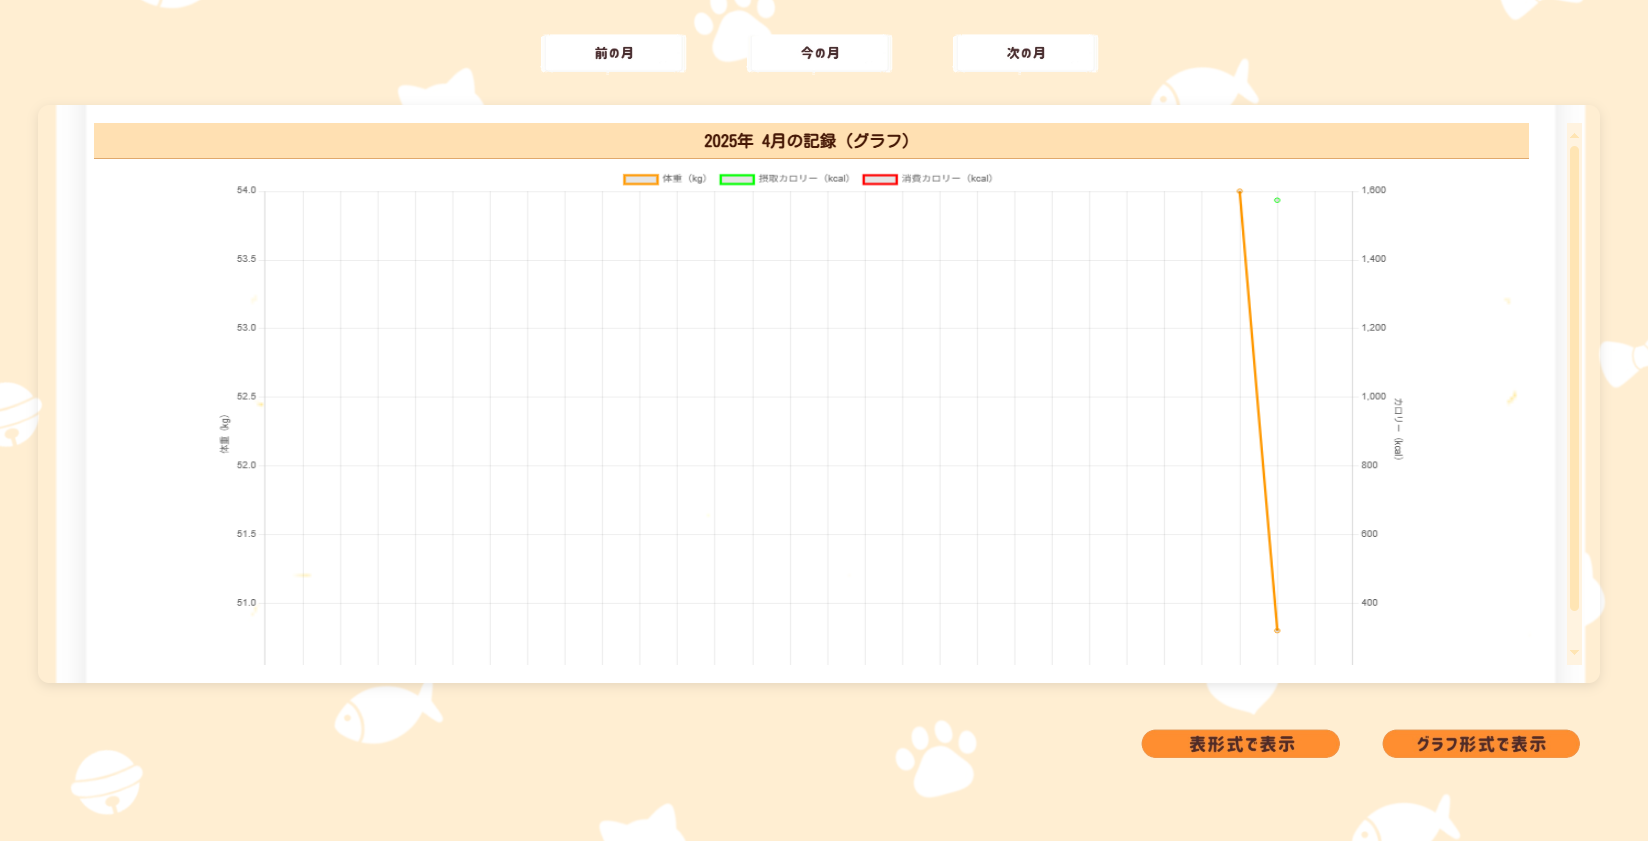 前の月
今の月
次の月
2025年 4月の記録（グラフ）
体重（kg） 摂取カロリー（kcal） 消費カロリー（kcal）
54.0
53.5
53.0
52.5
52.0
51.5
51.0
体重（kg）
1,600
1,400
1,200
1,000
800
600
400
カロリー（kcal）
表形式で表示
グラフ形式で表示